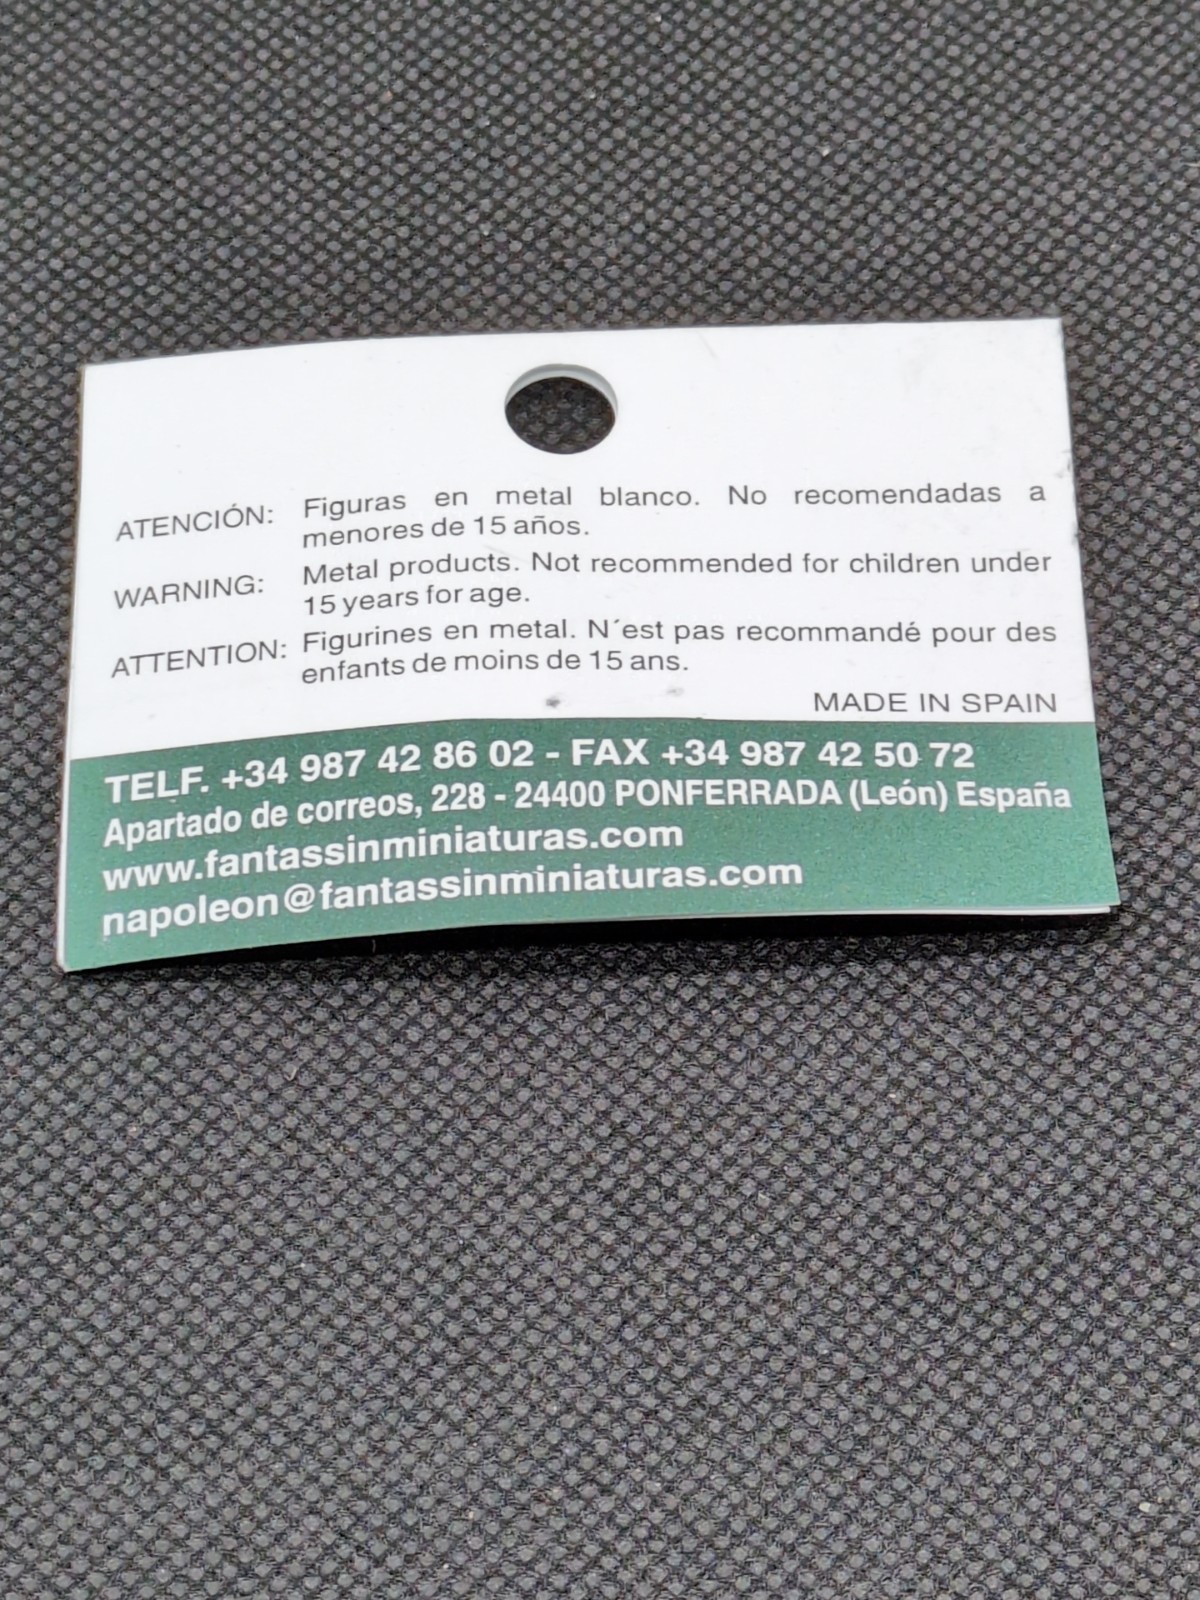 ATENCIÓN: Figuras en metal blanco. No recomendadas a
menores de 15 años.
WARNING: Metal products. Not recommended for children under
15 years for age.
ATTENTION: Figurines en metal. N´est pas recommandé pour des
enfants de moins de 15 ans.
MADE IN SPAIN
TELF. +34 987 42 86 02 - FAX +34 987 42 50 72
Apartado de correos, 228 - 24400 PONFERRADA (León) España
www.fantassinminiaturas.com
napoleon@fantassinminiaturas.com